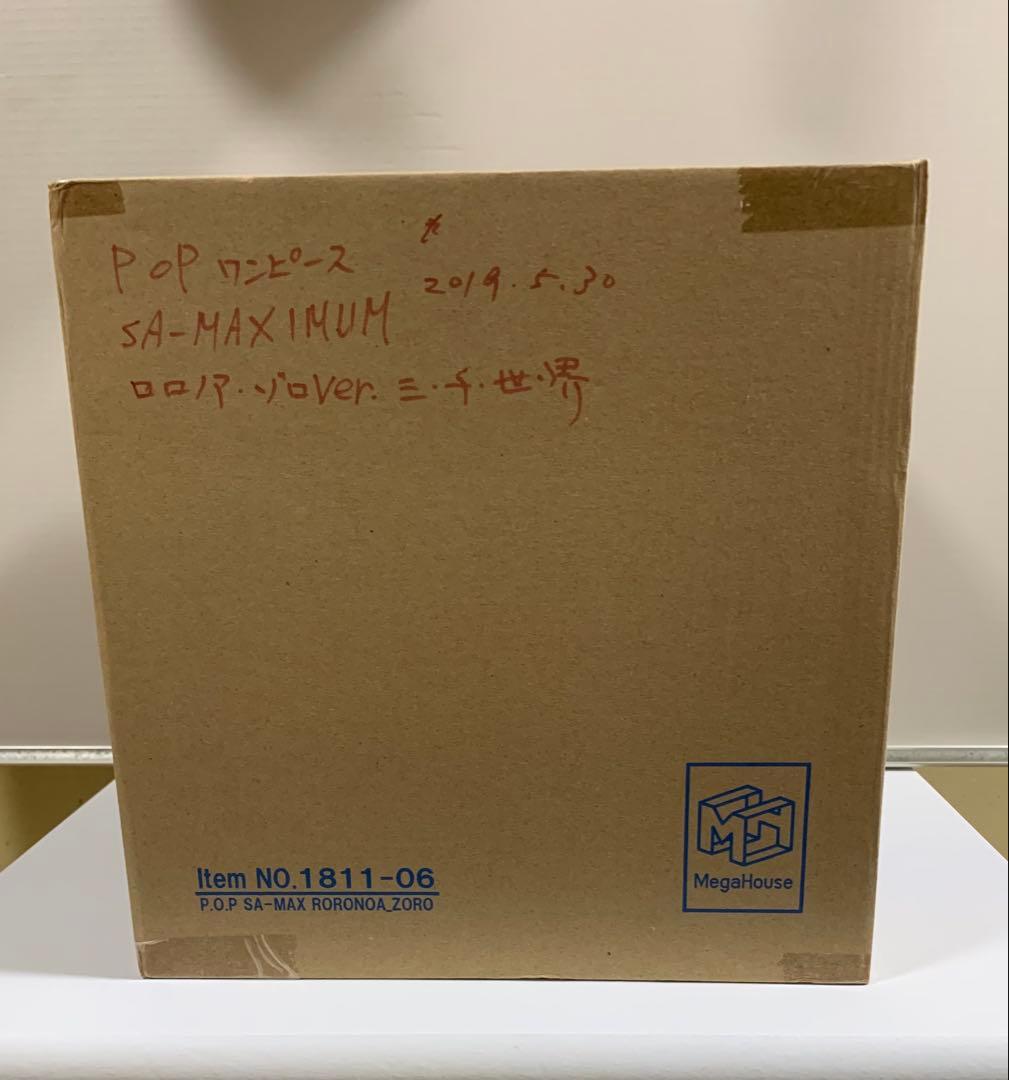 POP ワンピース
2019.5.30
SA-MAXIMUM
ロロノア・ゾロVer.三・千・世・界
Item NO.1811-06
P.O.P SA-MAX RORONOA_ZORO
MH
MegaHouse